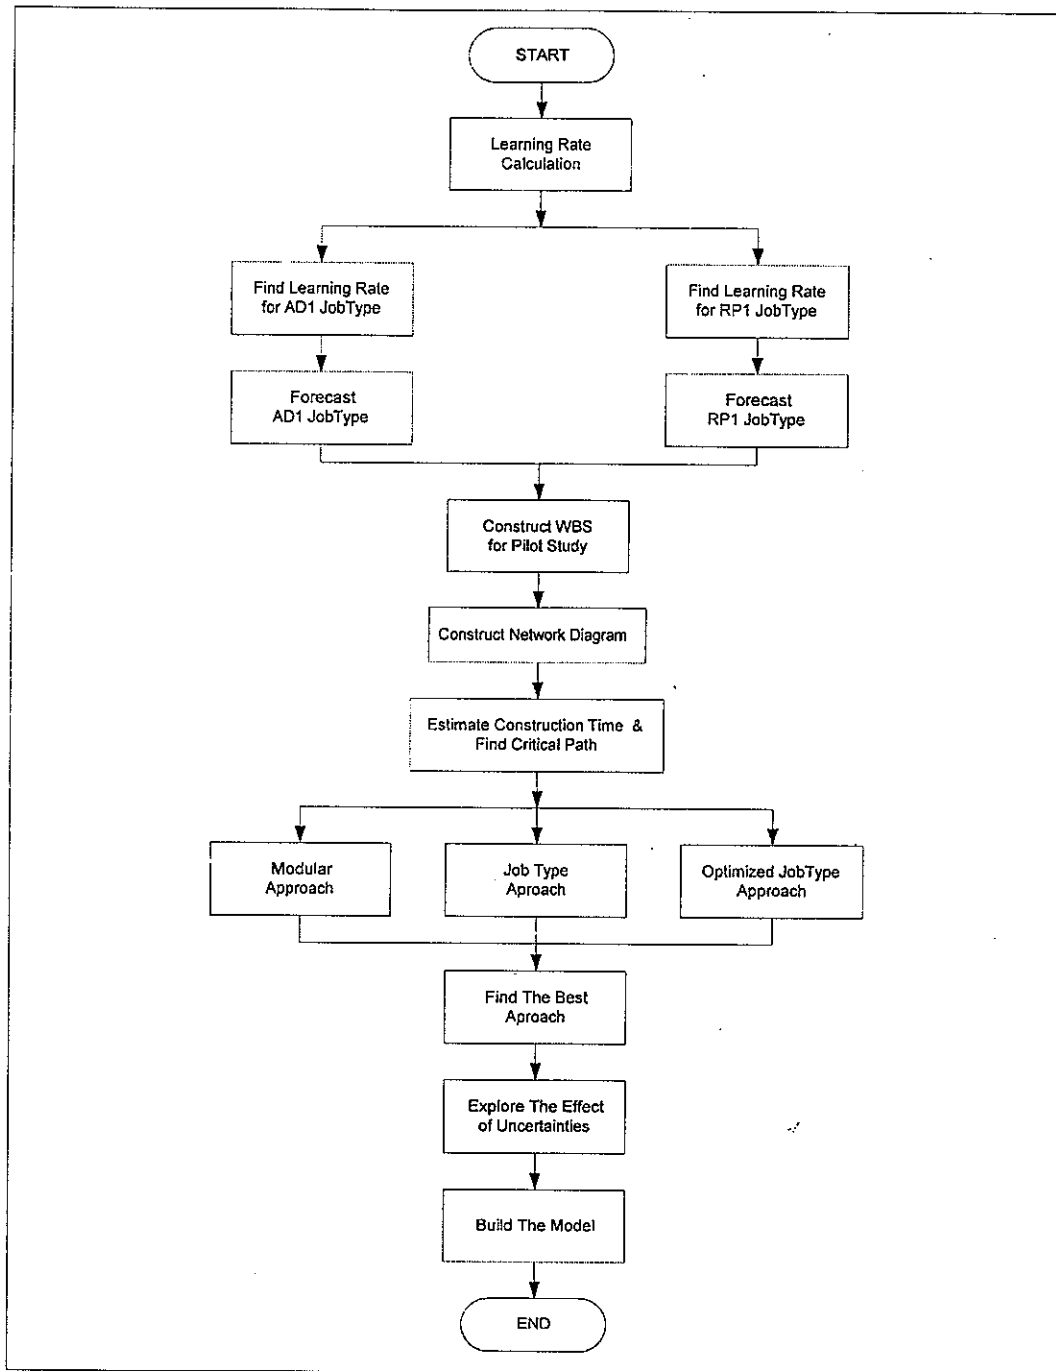 START
Learning Rate
Calculation
Find Learning Rate
for AD1 JobType
Find Learning Rate
for RP1 JobType
Forecast
AD1 JobType
Forecast
RP1 JobType
Construct WBS
for Pilot Study
Construct Network Diagram
Estimate Construction Time &
Find Critical Path
Modular
Approach
Job Type
Aproach
Optimized JobType
Approach
Find The Best
Aproach
Explore The Effect
of Uncertainties
Build The Model
END